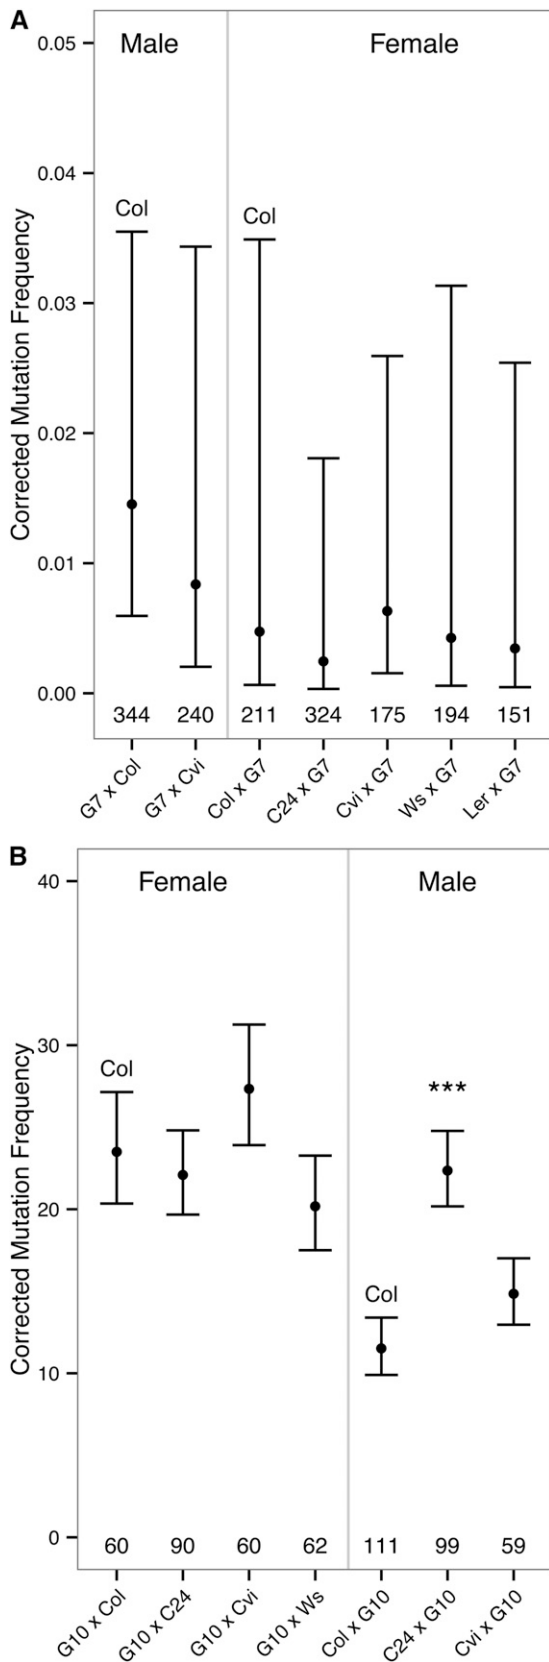 A
Male Female
Corrected Mutation Frequency
0.05
0.04
0.03
0.02
0.01
0.00
Col Col
344 240 211 324 175 194 151
G7 x Col G7 x Cvi Col x G7 C24 x G7 Cvi x G7 Ws x G7 Ler x G7
B
Female Male
Corrected Mutation Frequency
40
30
20
10
0
Col
***
Col
60 90 60 62 111 99 59
G10 x Col G10 x C24 G10 x Cvi G10 x Ws Col x G10 C24 x G10 Cvi x G10